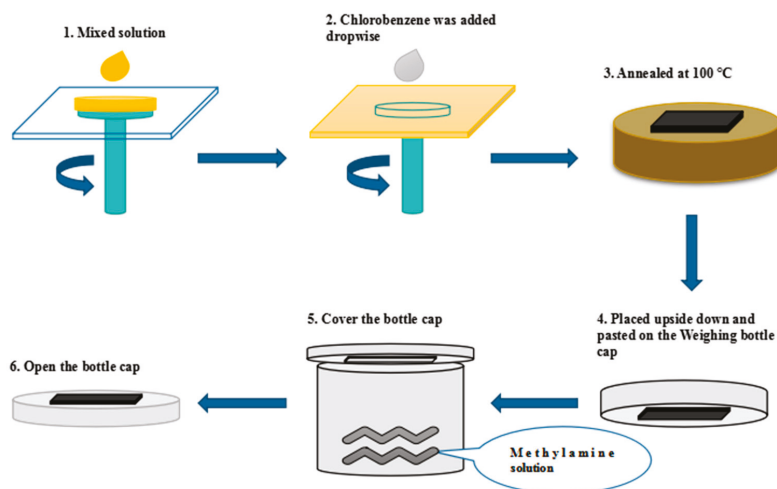 1. Mixed solution
2. Chlorobenzene was added
dropwise
3. Annealed at 100 °C
4. Placed upside down and
pasted on the Weighing bottle
cap
5. Cover the bottle cap
Methylamine
solution
6. Open the bottle cap